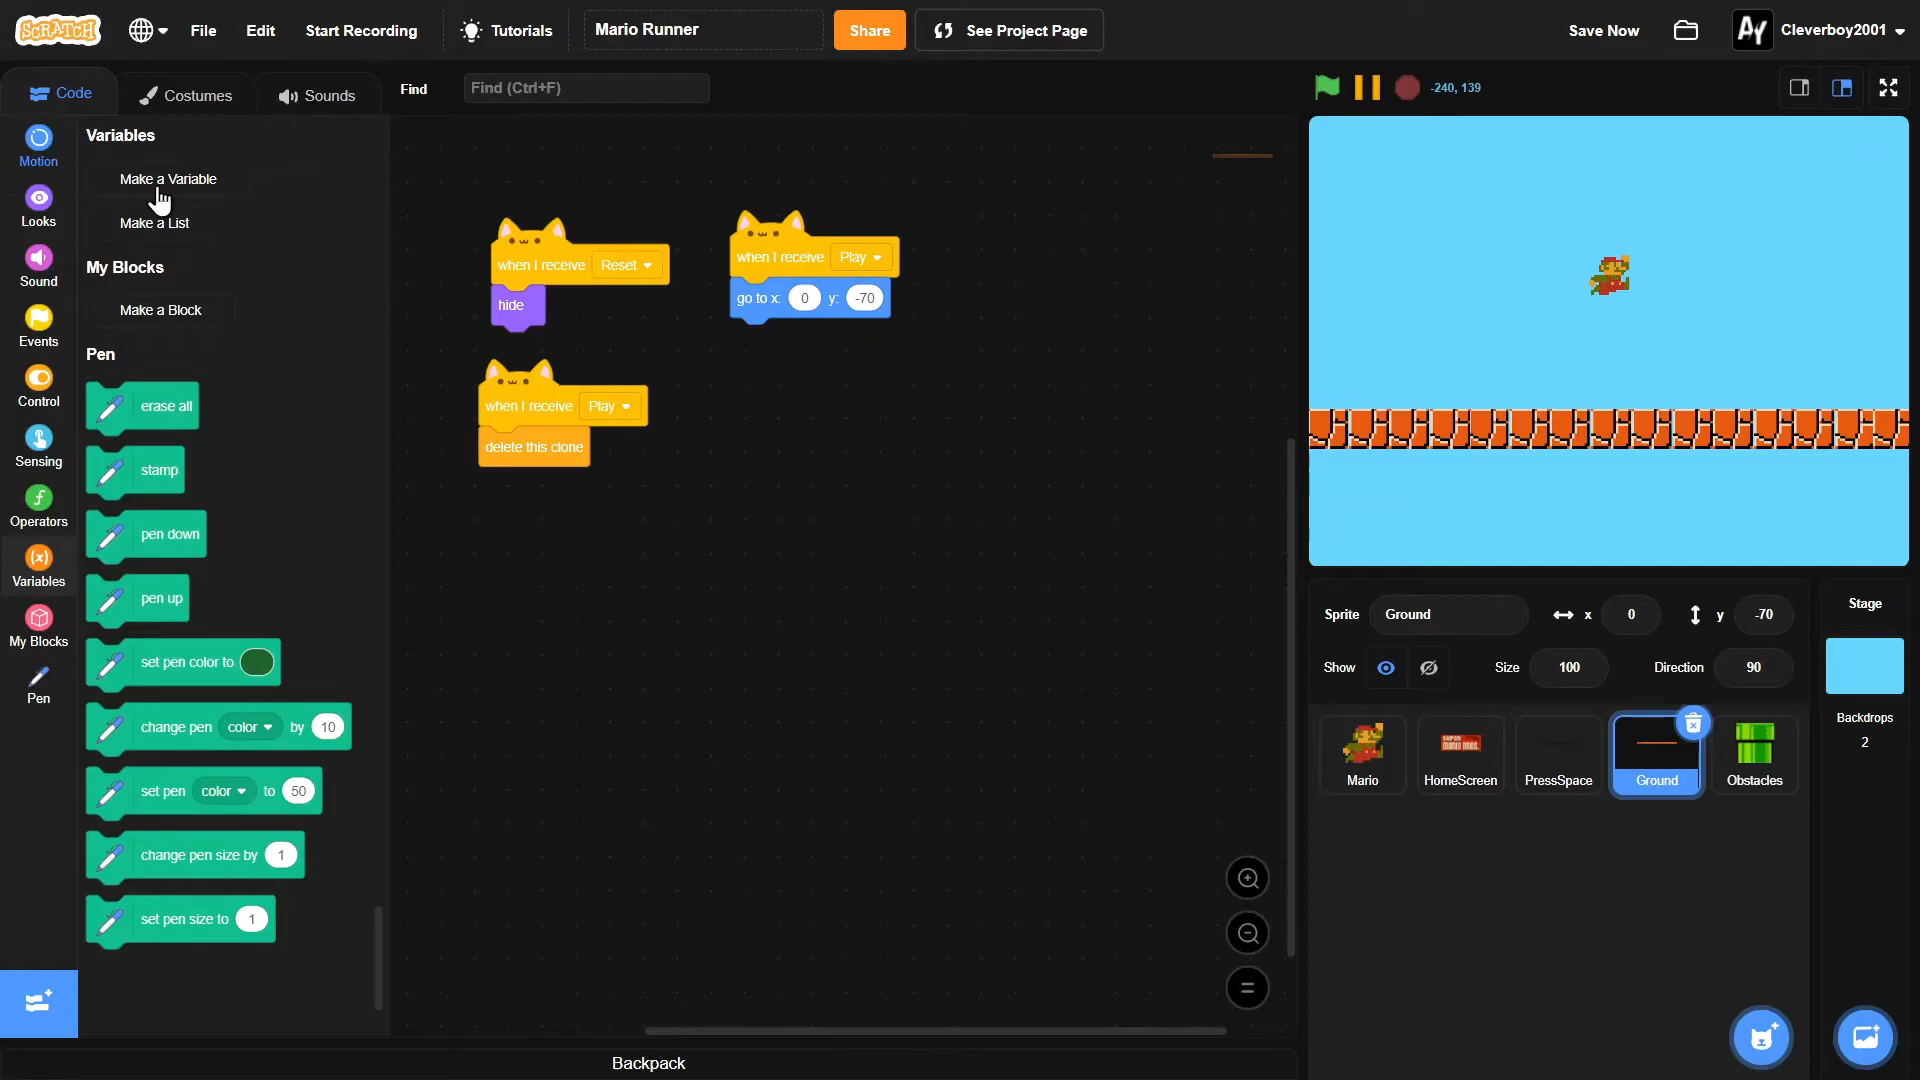 SCRATCH
File
Edit
Start Recording
Tutorials
Mario Runner
Share
See Project Page
Save Now
Ay
Cleverboy2001
Code
Costumes
Sounds
Find
Find (Ctrl+F)
-240, 139
Motion
Looks
Sound
Events
Control
Sensing
Operators
Variables
My Blocks
Pen
Variables
Make a Variable
Make a List
My Blocks
Make a Block
Pen
erase all
stamp
pen down
pen up
set pen color to
change pen color by 10
set pen color to 50
change pen size by 1
set pen size to 1
when I receive Reset
hide
when I receive Play
go to x: 0 y: -70
when I receive Play
delete this clone
Sprite Ground x 0 y -70
Show Size 100 Direction 90
Mario
HomeScreen
PressSpace
Ground
Obstacles
Stage
Backdrops
2
Backpack